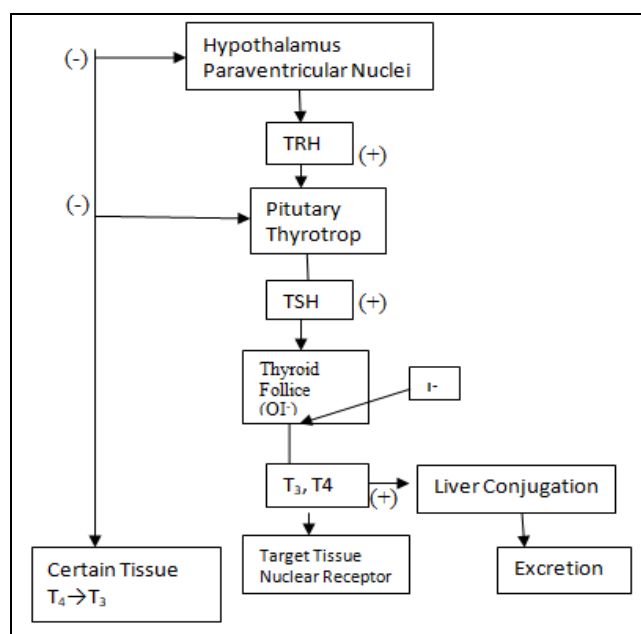 (-)
Hypothalamus
Paraventricular Nuclei
TRH
(+)
(-)
Pitutary
Thyrotrop
TSH
(+)
Thyroid
Follice
(OI⁻)
I-
T₃, T4
(+)
Liver Conjugation
Target Tissue
Nuclear Receptor
Excretion
Certain Tissue
T₄→T₃